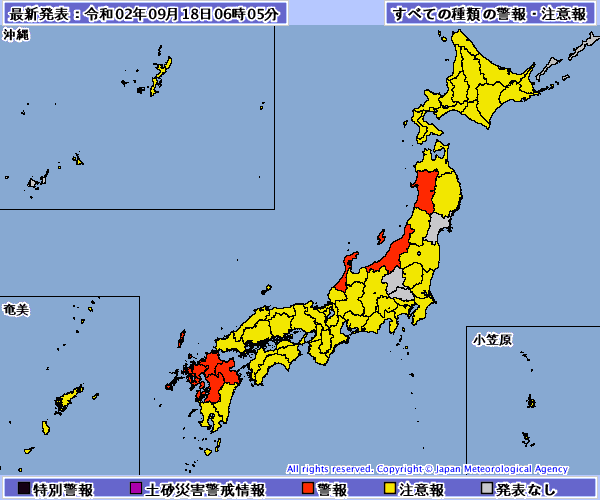 最新発表：令和02年09月18日06時05分
すべての種類の警報・注意報
沖縄
奄美
小笠原
All rights reserved. Copyright © Japan Meteorological Agency
特別警報
土砂災害警戒情報
警報
注意報
発表なし